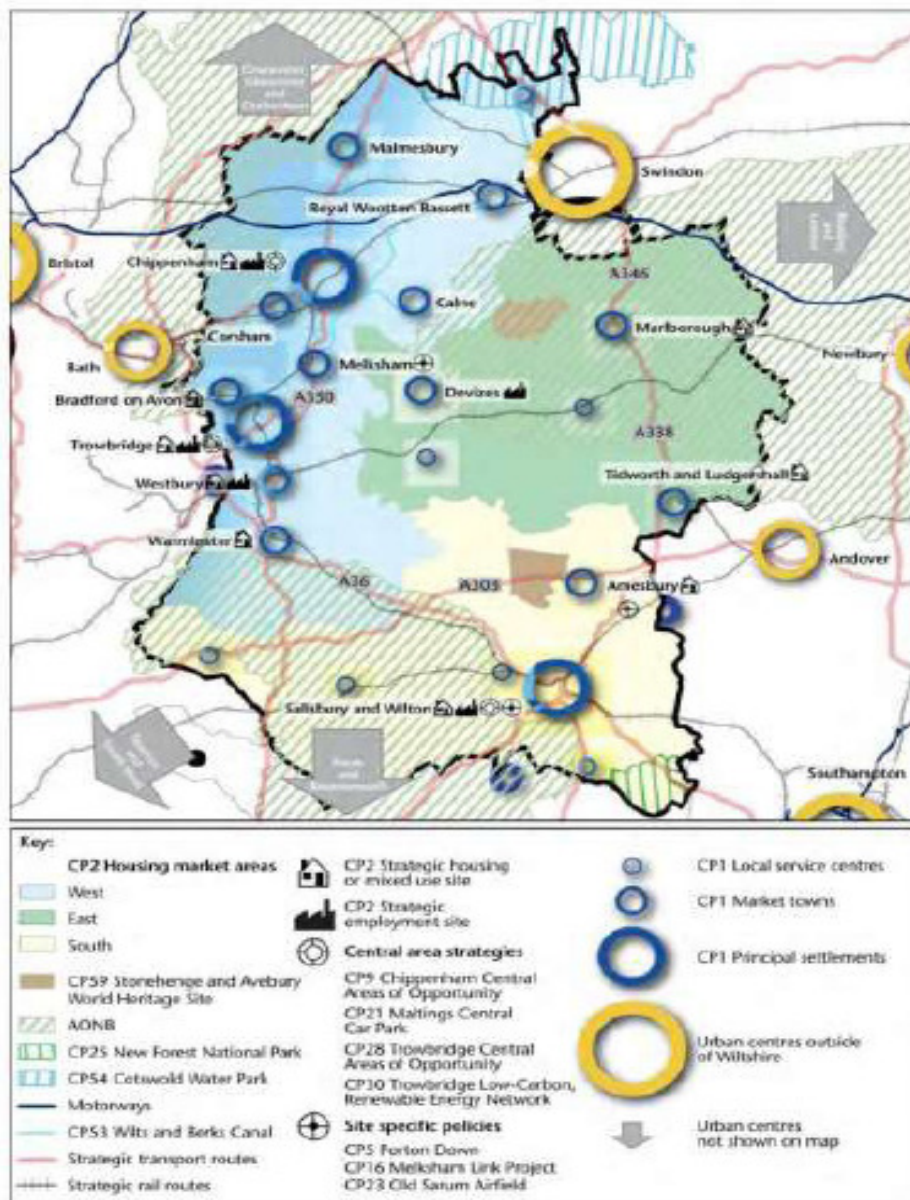 Malmesbury
Swindon
Royal Wootton Bassett
Bristol
Chippenham
A346
Calne
Marlborough
Corsham
Bath
Melksham
Newbury
Bradford on Avon
Devizes
A350
Trowbridge
A338
Westbury
Tidworth and Ludgershall
Warminster
Andover
A36
A303
Amesbury
Salisbury and Wilton
Southampton
Key:
CP2 Housing market areas
West
East
South
CP59 Stonehenge and Avebury
World Heritage Site
AONB
CP25 New Forest National Park
CP54 Cotswold Water Park
Motorways
CP53 Wilts and Berks Canal
Strategic transport routes
Strategic rail routes
CP2 Strategic housing
or mixed use site
CP2 Strategic
employment site
Central area strategies
CP9 Chippenham Central
Areas of Opportunity
CP21 Maltings Central
Car Park
CP28 Trowbridge Central
Areas of Opportunity
CP30 Trowbridge Low-Carbon,
Renewable Energy Network
Site specific policies
CP5 Porton Down
CP16 Melksham Link Project
CP23 Old Sarum Airfield
CP1 Local service centres
CP1 Market towns
CP1 Principal settlements
Urban centres outside
of Wiltshire
Urban centres
not shown on map